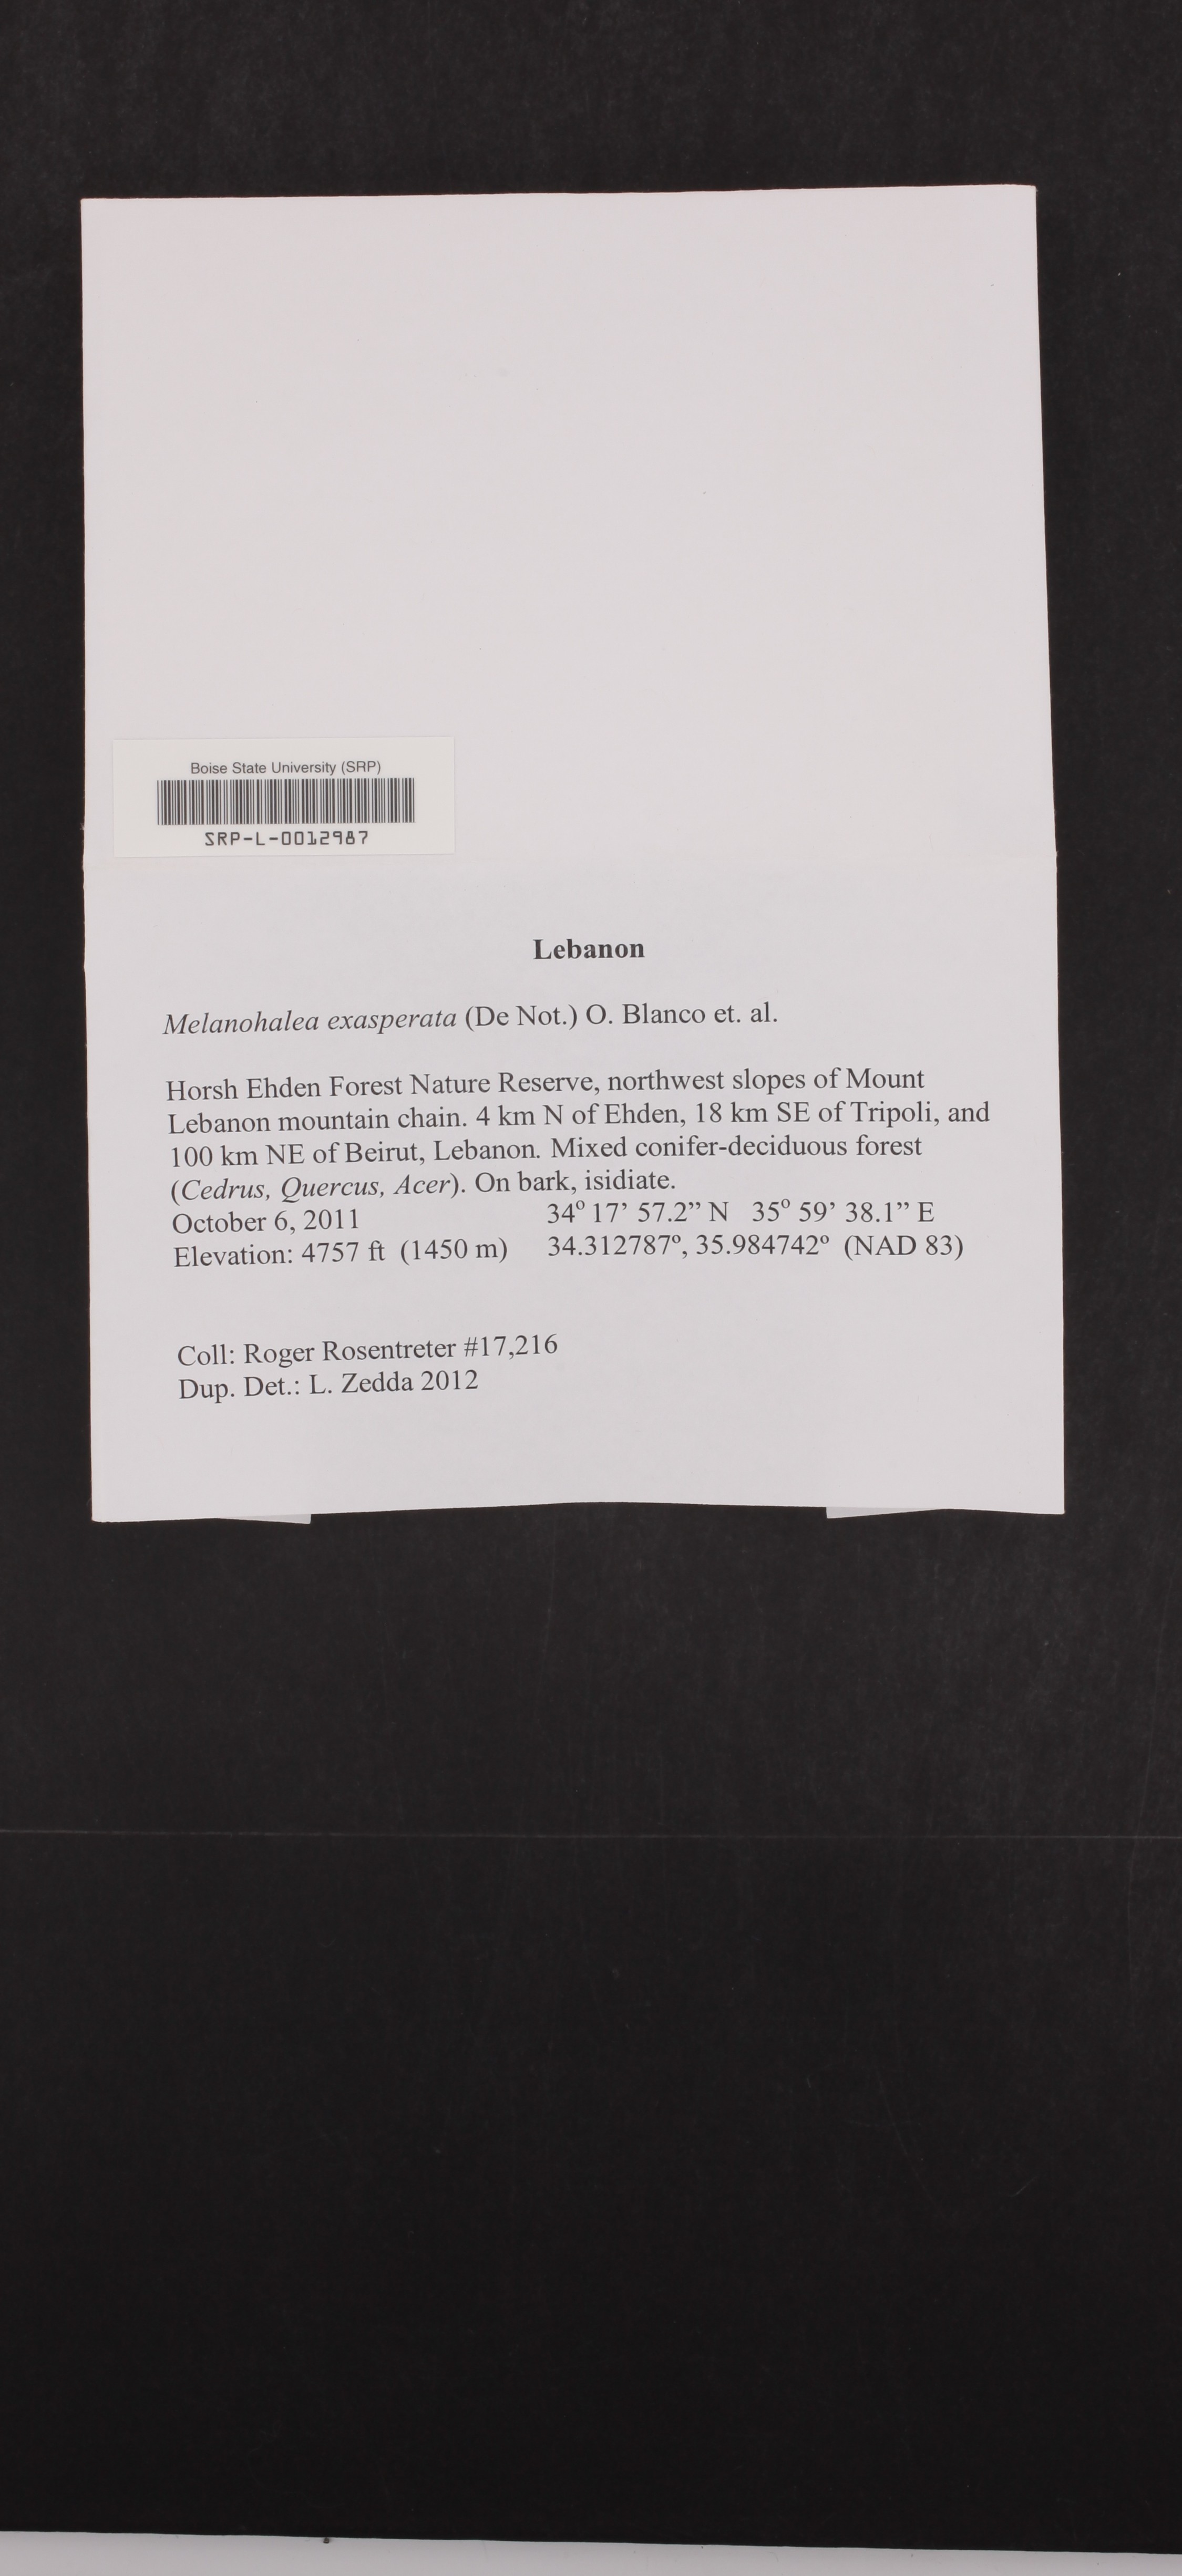 Boise State University (SRP)
SRP-L-0012987
Lebanon
Melanohalea exasperata (De Not.) O. Blanco et. al.
Horsh Ehden Forest Nature Reserve, northwest slopes of Mount
Lebanon mountain chain. 4 km N of Ehden, 18 km SE of Tripoli, and
100 km NE of Beirut, Lebanon. Mixed conifer-deciduous forest
(Cedrus, Quercus, Acer). On bark, isidiate.
October 6, 2011 34º 17’ 57.2” N 35º 59’ 38.1” E
Elevation: 4757 ft (1450 m) 34.312787º, 35.984742º (NAD 83)
Coll: Roger Rosentreter #17,216
Dup. Det.: L. Zedda 2012